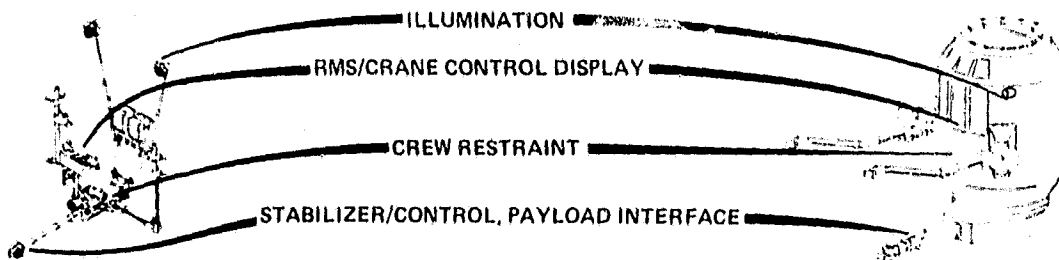 ILLUMINATION
RMS/CRANE CONTROL DISPLAY
CREW RESTRAINT
STABILIZER/CONTROL, PAYLOAD INTERFACE